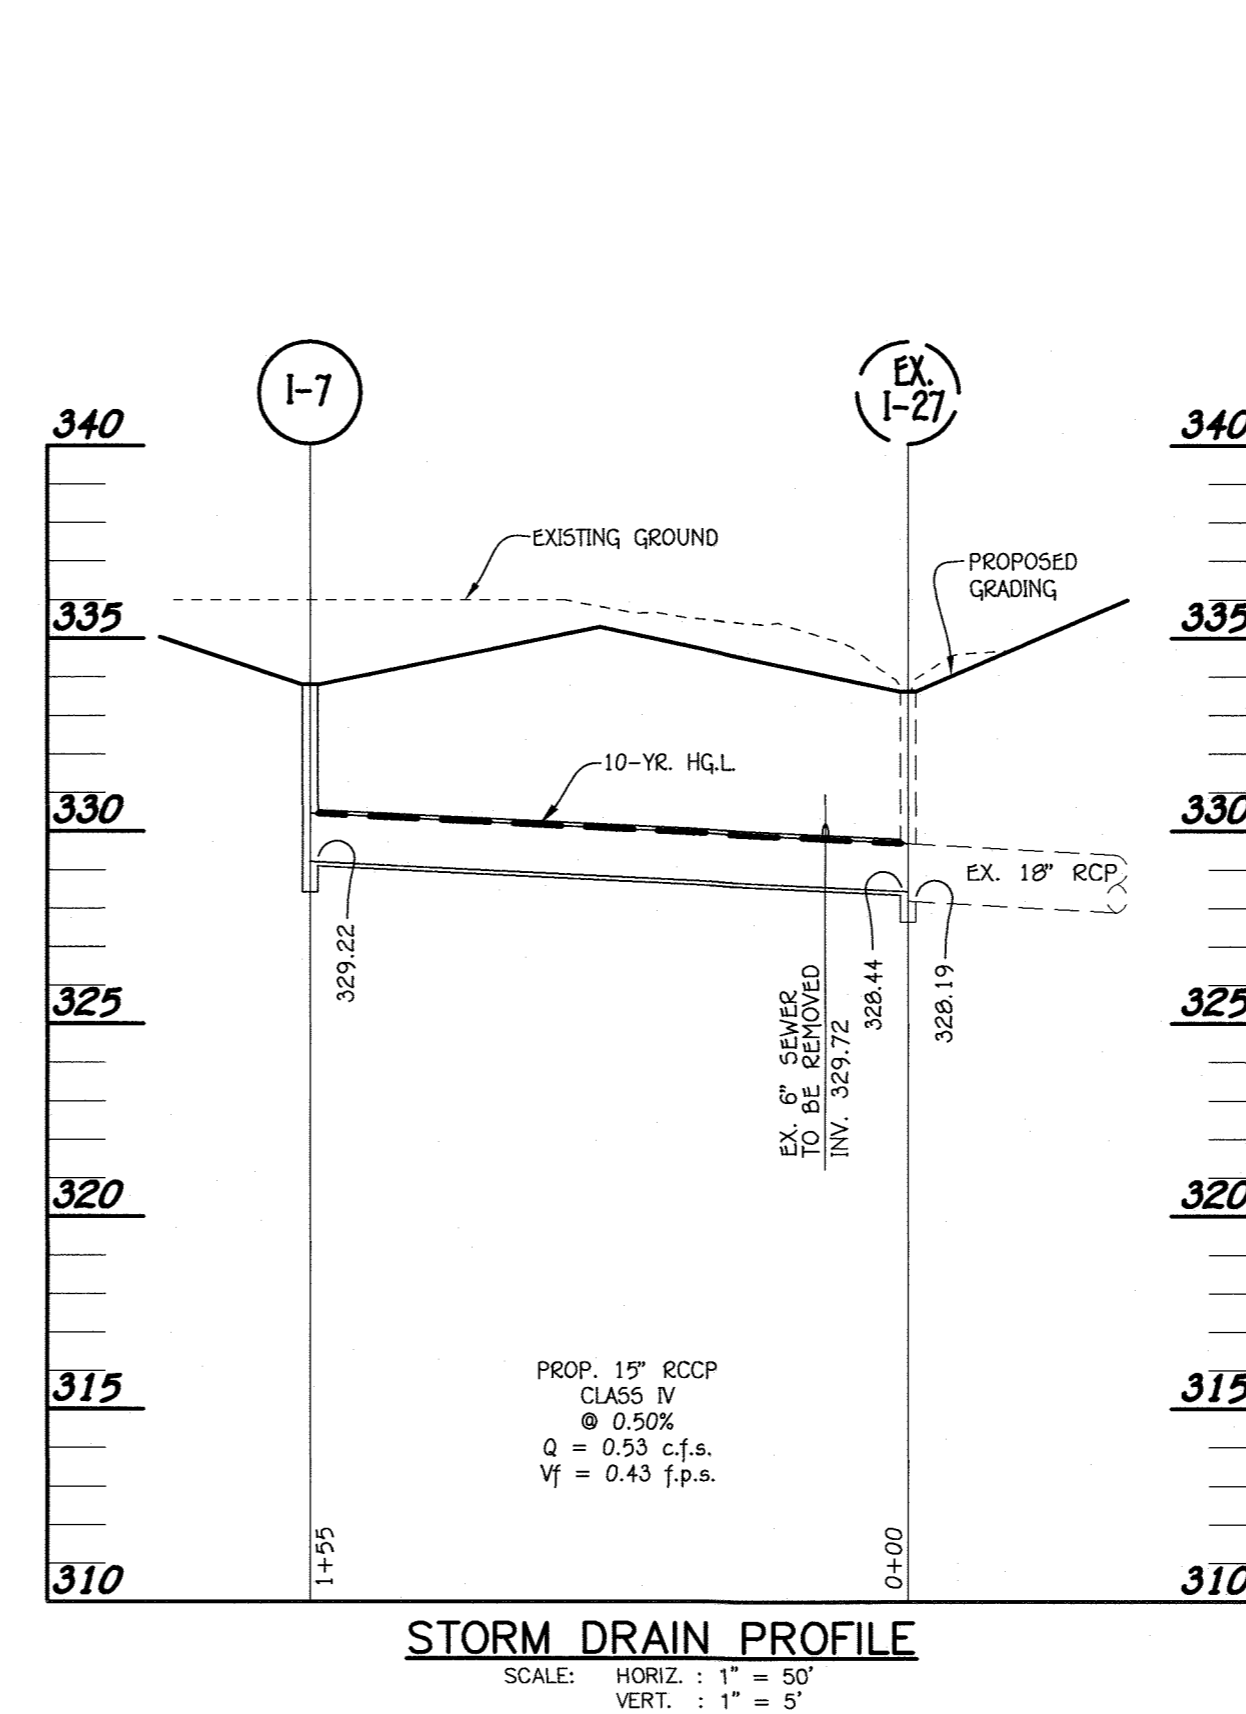 I-7
EX.
I-27
340
340
EXISTING GROUND
PROPOSED
GRADING
335
335
10-YR. HG.L.
330
330
EX. 18" RCP
329.22
328.44
328.19
325
325
EX. 6" SEWER
TO BE REMOVED
INV. 329.72
320
320
PROP. 15" RCCP
CLASS IV
@ 0.50%
Q = 0.53 c.f.s.
Vf = 0.43 f.p.s.
315
315
1+55
0+00
310
310
STORM DRAIN PROFILE
SCALE: HORIZ. : 1" = 50'
VERT. : 1" = 5'